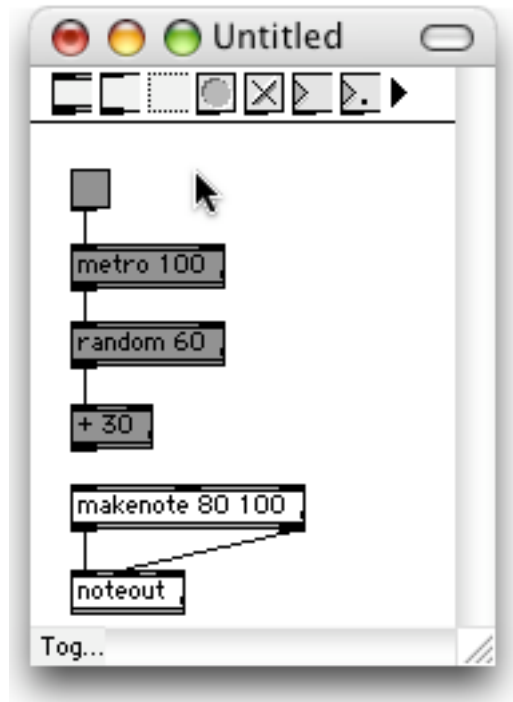 Untitled
metro 100
random 60
+ 30
makenote 80 100
noteout
Tog...